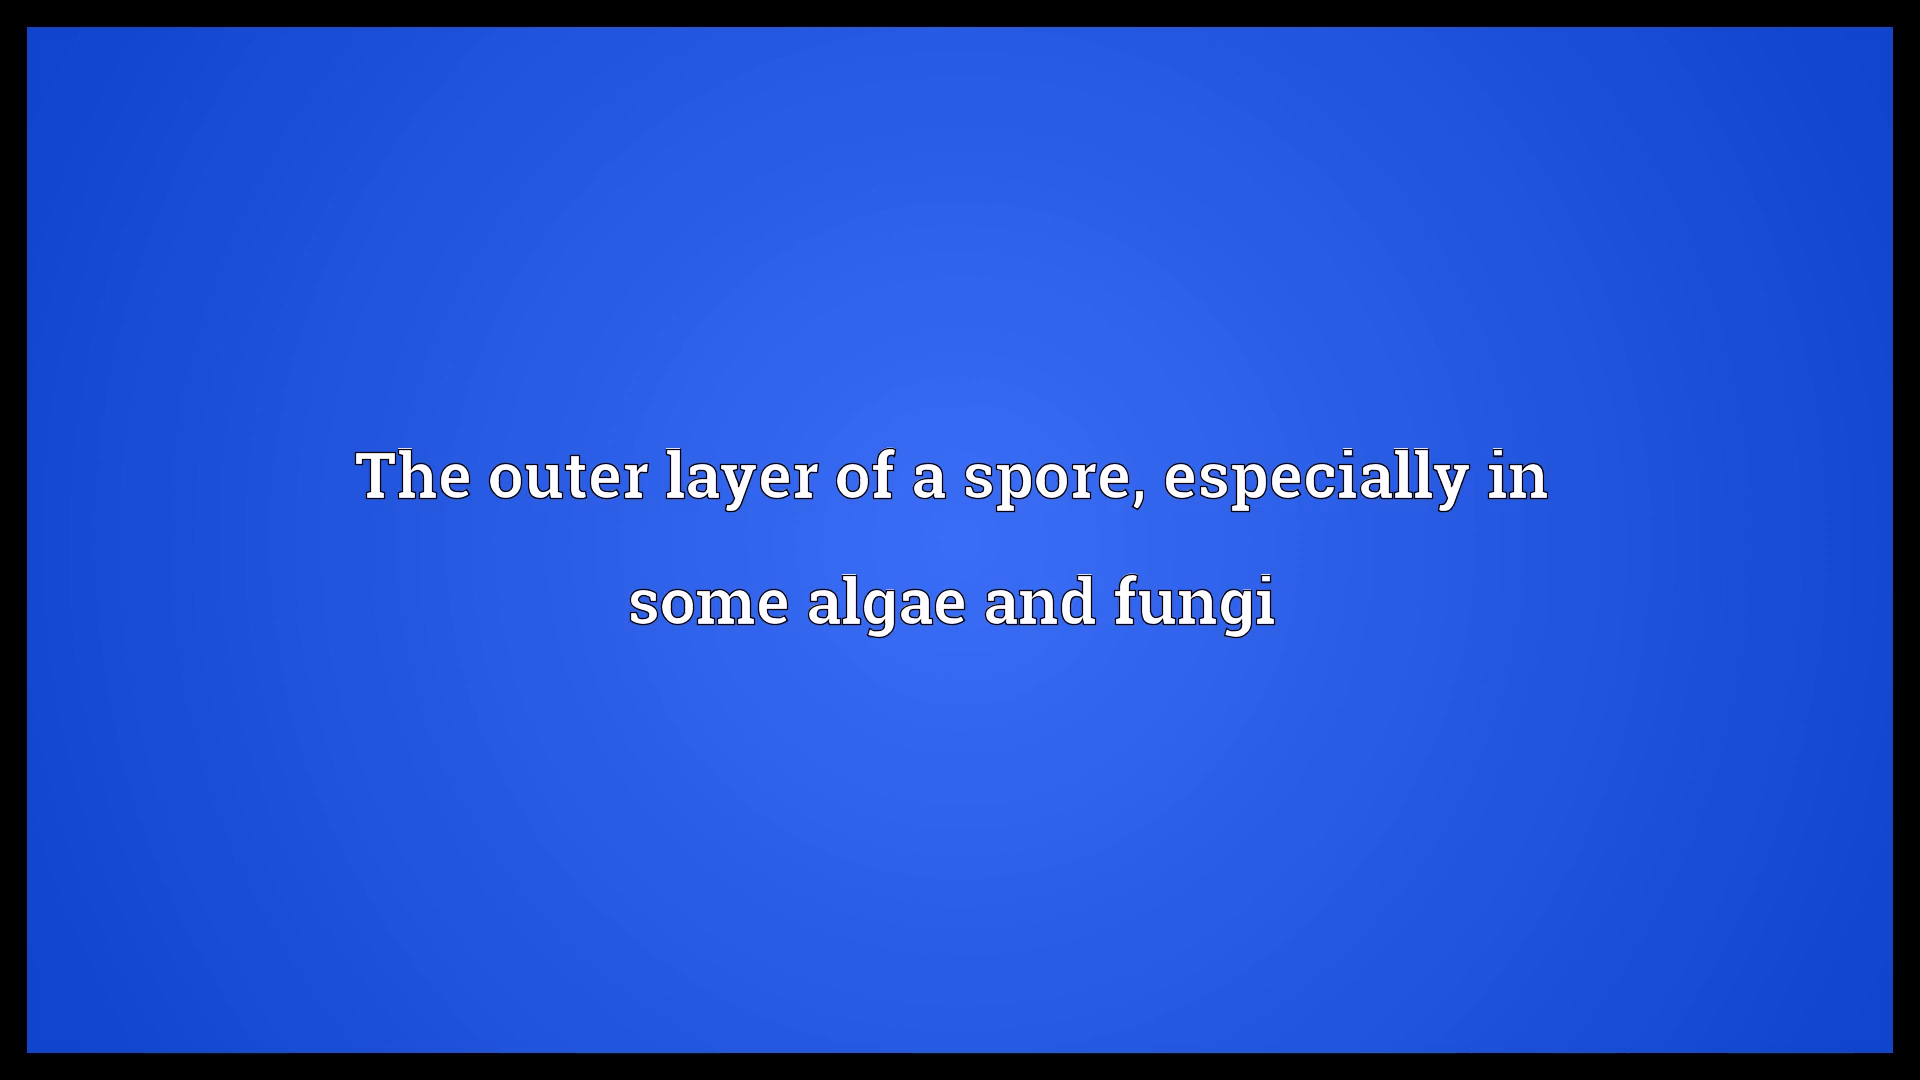 The outer layer of a spore, especially in
some algae and fungi